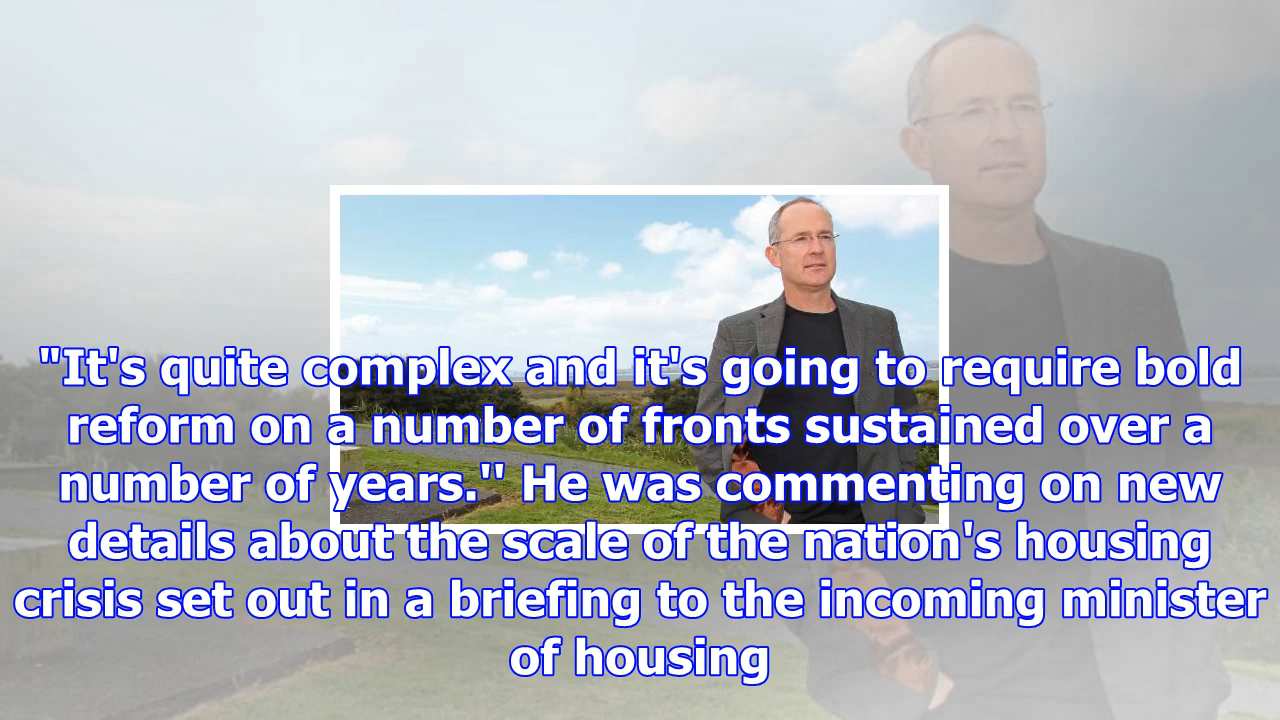 "It's quite complex and it's going to require bold
reform on a number of fronts sustained over a
number of years.'' He was commenting on new
details about the scale of the nation's housing
crisis set out in a briefing to the incoming minister
of housing